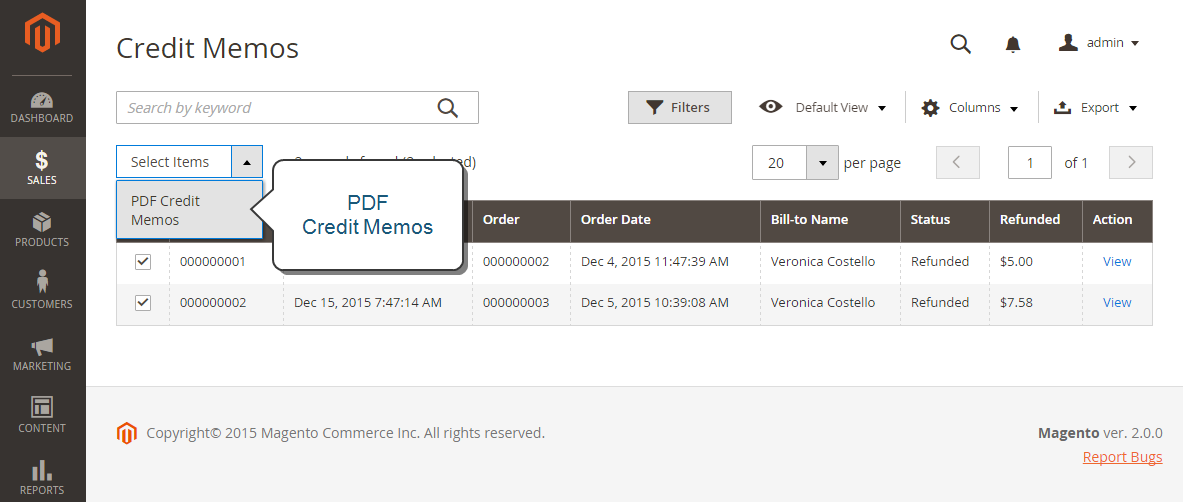 Credit Memos
admin
DASHBOARD
SALES
PRODUCTS
CUSTOMERS
MARKETING
CONTENT
REPORTS
Search by keyword
Filters
Default View
Columns
Export
Select Items
20
per page
1
of 1
PDF Credit
Memos
PDF
Credit Memos
Order Order Date Bill-to Name Status Refunded Action
000000001 000000002 Dec 4, 2015 11:47:39 AM Veronica Costello Refunded $5.00 View
000000002 Dec 15, 2015 7:47:14 AM 000000003 Dec 5, 2015 10:39:08 AM Veronica Costello Refunded $7.58 View
Copyright© 2015 Magento Commerce Inc. All rights reserved.
Magento ver. 2.0.0
Report Bugs